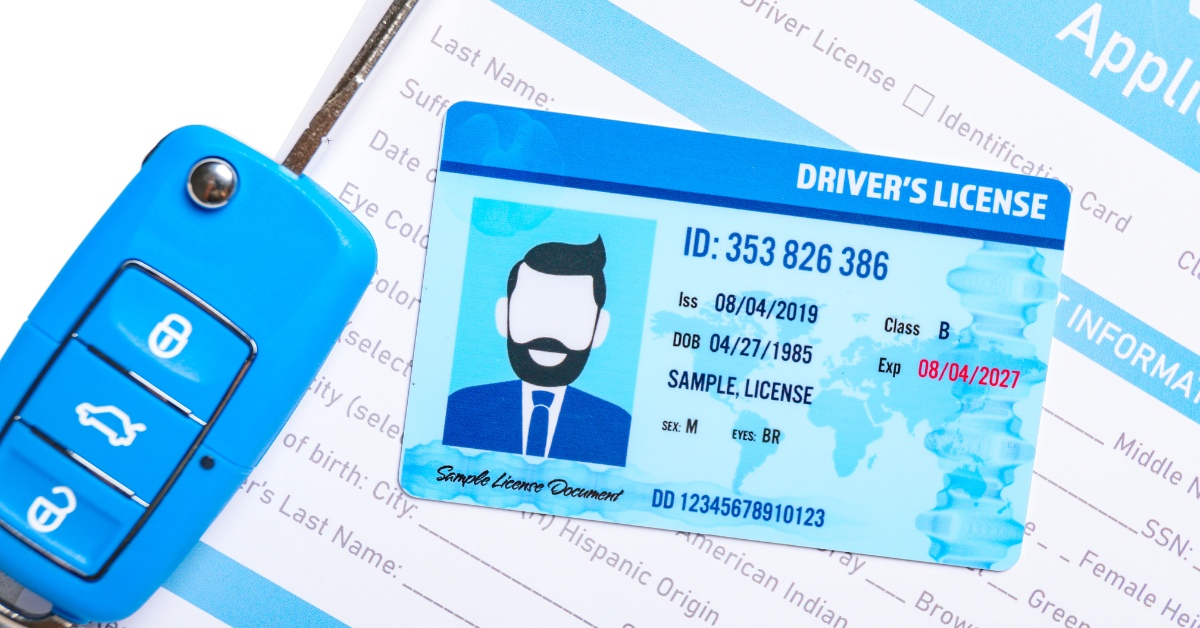 Driver License
Identification Card
Appli
Last Name:
Suff
Date o
Eye Colo
Color
(select
city (selec
of birth: City:
er's Last Name:
DRIVER'S LICENSE
ID: 353 826 386
Iss 08/04/2019
Class B
DOB 04/27/1985
Exp 08/04/2027
SAMPLE, LICENSE
SEX: M
EYES: BR
Sample License Document
DD 12345678910123
T INFORMA
Middle N
SSN:
Female Hei
(H) Hispanic Origin
American Indian
Gray
Brow
Green